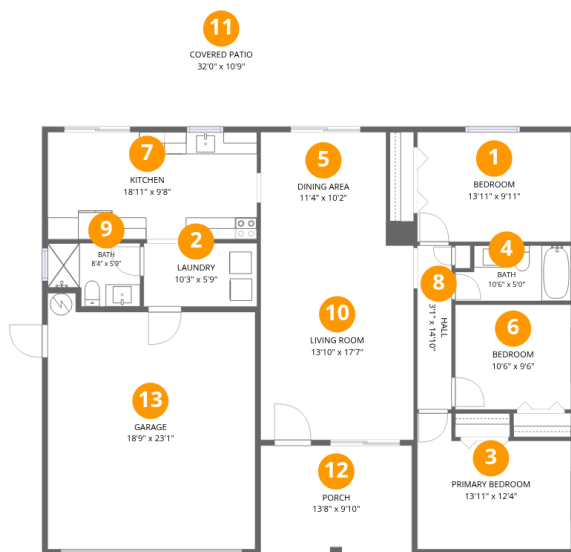 11
COVERED PATIO
32'0" x 10'9"
7
KITCHEN
18'11" x 9'8"
5
DINING AREA
11'4" x 10'2"
1
BEDROOM
13'11" x 9'11"
9
BATH
8'4" x 5'9"
2
LAUNDRY
10'3" x 5'9"
4
BATH
10'6" x 5'0"
8
HALL
3'1" x 14'10"
10
LIVING ROOM
13'10" x 17'7"
6
BEDROOM
10'6" x 9'6"
13
GARAGE
18'9" x 23'1"
12
PORCH
13'8" x 9'10"
3
PRIMARY BEDROOM
13'11" x 12'4"